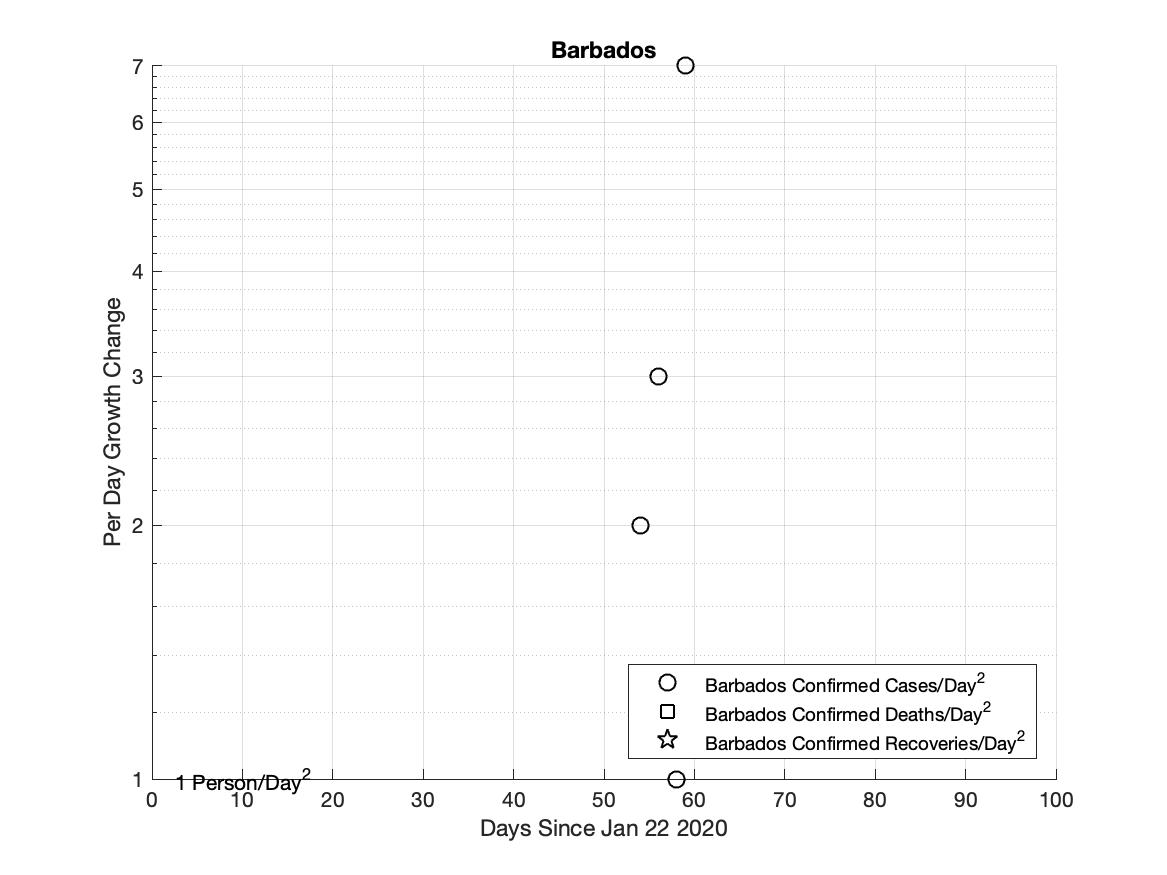 Barbados
7
6
5
4
3
2
1
Per Day Growth Change
1 Person/Day²
0 10 20 30 40 50 60 70 80 90 100
Days Since Jan 22 2020
Barbados Confirmed Cases/Day²
Barbados Confirmed Deaths/Day²
Barbados Confirmed Recoveries/Day²